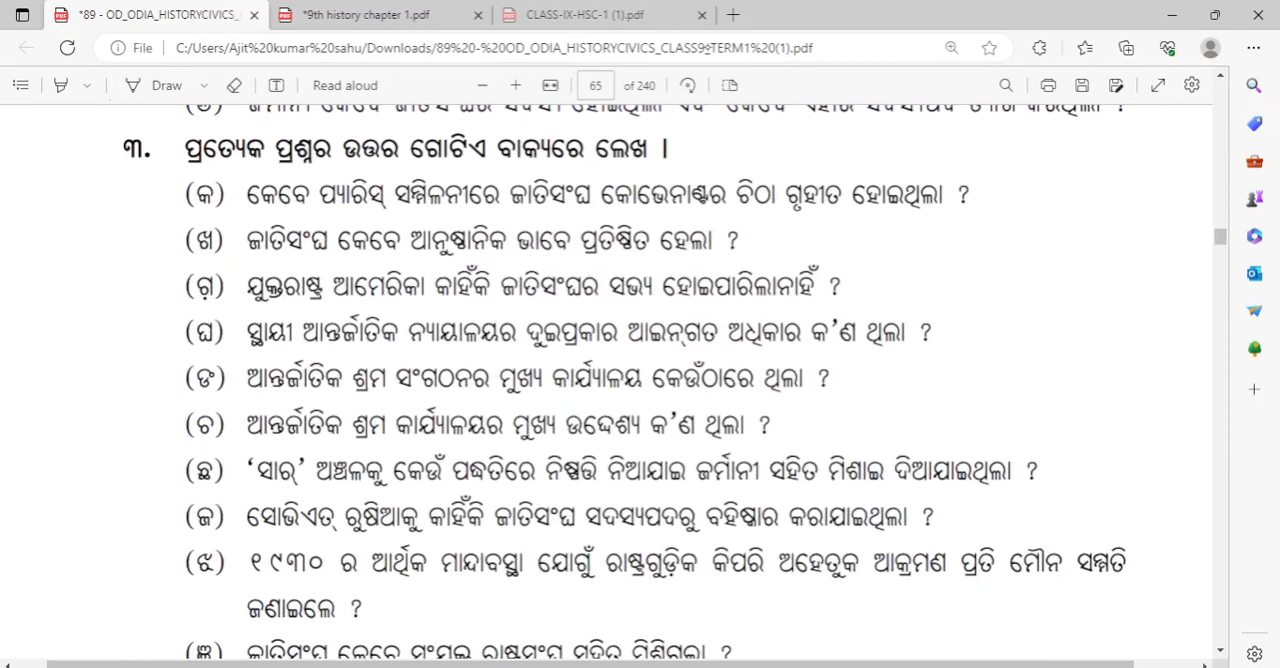 *89 - OD_ODIA_HISTORYCIVICS_ *9th history chapter 1.pdf CLASS-IX-HSC-1 (1).pdf
File C:/Users/Ajit%20kumar%20sahu/Downloads/89%20-%20OD_ODIA_HISTORYCIVICS_CLASS9 TERM1%20(1).pdf
Draw Read aloud 65 of 240
୩. ପ୍ରତ୍ୟେକ ପ୍ରଶ୍ନର ଉତ୍ତର ଗୋଟିଏ ବାକ୍ୟରେ ଲେଖ ।
(କ) କେବେ ପ୍ୟାରିସ୍ ସମ୍ମିଳନୀରେ ଜାତିସଂଘ କୋଭେନାଣ୍ଟର ଚିଠା ଗୃହୀତ ହୋଇଥିଲା ?
(ଖ) ଜାତିସଂଘ କେବେ ଆନୁଷ୍ଠାନିକ ଭାବେ ପ୍ରତିଷ୍ଠିତ ହେଲା ?
(ଗ) ଯୁକ୍ତରାଷ୍ଟ୍ର ଆମେରିକା କାହିଁକି ଜାତିସଂଘର ସଭ୍ୟ ହୋଇପାରିଲାନାହିଁ ?
(ଘ) ସ୍ଥାୟୀ ଆନ୍ତର୍ଜାତିକ ନ୍ୟାୟାଳୟର ଦୁଇପ୍ରକାର ଆଇନ୍‌ଗତ ଅଧିକାର କ’ଣ ଥିଲା ?
(ଙ) ଆନ୍ତର୍ଜାତିକ ଶ୍ରମ ସଂଗଠନର ମୁଖ୍ୟ କାର୍ଯ୍ୟାଳୟ କେଉଁଠାରେ ଥିଲା ?
(ଚ) ଆନ୍ତର୍ଜାତିକ ଶ୍ରମ କାର୍ଯ୍ୟାଳୟର ମୁଖ୍ୟ ଉଦ୍ଦେଶ୍ୟ କ’ଣ ଥିଲା ?
(ଛ) ‘ସାର୍’ ଅଞ୍ଚଳକୁ କେଉଁ ପଦ୍ଧତିରେ ନିଷ୍ପତ୍ତି ନିଆଯାଇ ଜର୍ମାନୀ ସହିତ ମିଶାଇ ଦିଆଯାଇଥିଲା ?
(ଜ) ସୋଭିଏତ୍ ରୁଷିଆକୁ କାହିଁକି ଜାତିସଂଘ ସଦସ୍ୟପଦରୁ ବହିଷ୍କାର କରାଯାଇଥିଲା ?
(ଝ) ୧୯୩୦ ର ଆର୍ଥିକ ମାନ୍ଦାବସ୍ଥା ଯୋଗୁଁ ରାଷ୍ଟ୍ରଗୁଡ଼ିକ କିପରି ଅହେତୁକ ଆକ୍ରମଣ ପ୍ରତି ମୌନ ସମ୍ମତି
ଜଣାଇଲେ ?